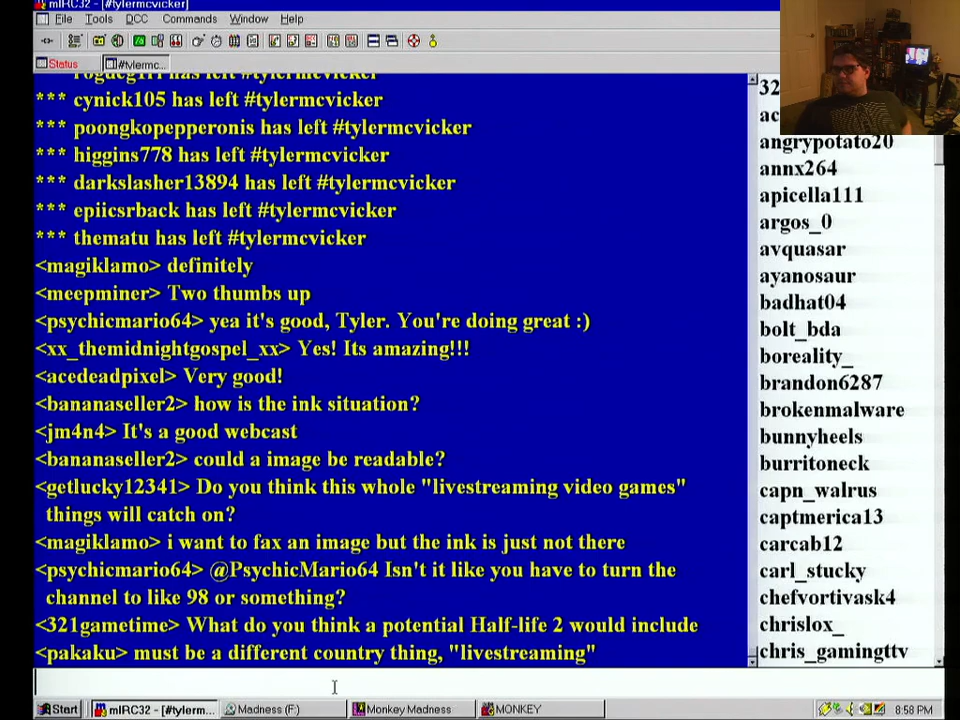 mIRC32 - [#tylermcvicker]
File Tools DCC Commands Window Help
Status #tylermc...
*** cynick105 has left #tylermcvicker
*** poongkopepperonis has left #tylermcvicker
*** higgins778 has left #tylermcvicker
*** darkslasher13894 has left #tylermcvicker
*** epiicsrback has left #tylermcvicker
*** thematu has left #tylermcvicker
<magiklamo> definitely
<meepminer> Two thumbs up
<psychicmario64> yea it's good, Tyler. You're doing great :)
<xx_themidnightgospel_xx> Yes! Its amazing!!!
<acedeadpixel> Very good!
<bananaseller2> how is the ink situation?
<jm4n4> It's a good webcast
<bananaseller2> could a image be readable?
<getlucky12341> Do you think this whole "livestreaming video games"
things will catch on?
<magiklamo> i want to fax an image but the ink is just not there
<psychicmario64> @PsychicMario64 Isn't it like you have to turn the
channel to like 98 or something?
<321gametime> What do you think a potential Half-life 2 would include
<pakaku> must be a different country thing, "livestreaming"
32
ac
angrypotato20
annx264
apicella111
argos_0
avquasar
ayanosaur
badhat04
bolt_bda
boreality_
brandon6287
brokenmalware
bunnyheels
burritoneck
capn_walrus
captmerica13
carcab12
carl_stucky
chefvortivask4
chrislox_
chris_gamingttv
Start mIRC32 - [#tylerm... Madness (F:) Monkey Madness MONKEY 8:58 PM